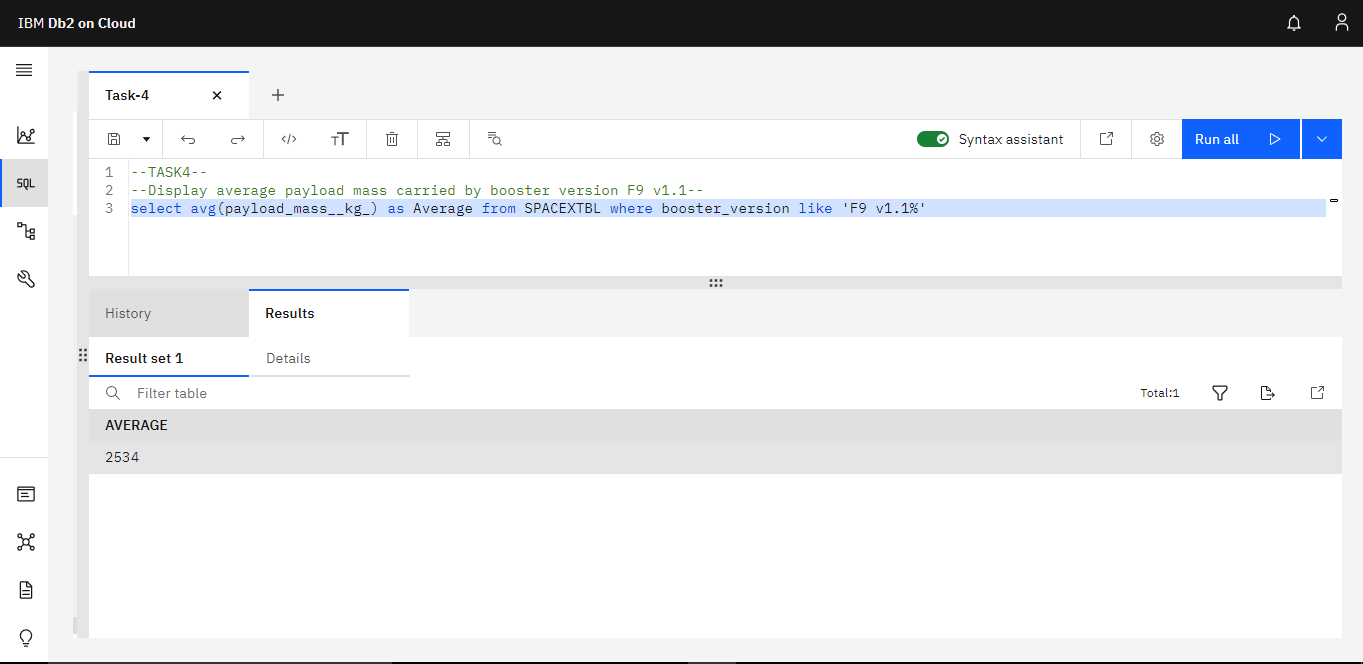 IBM Db2 on Cloud
Task-4
Syntax assistant
Run all
SQL
1 --TASK4--
2 --Display average payload mass carried by booster version F9 v1.1--
3 select avg(payload_mass__kg_) as Average from SPACEXTBL where booster_version like 'F9 v1.1%'
History Results
Result set 1 Details
Filter table Total:1
AVERAGE
2534